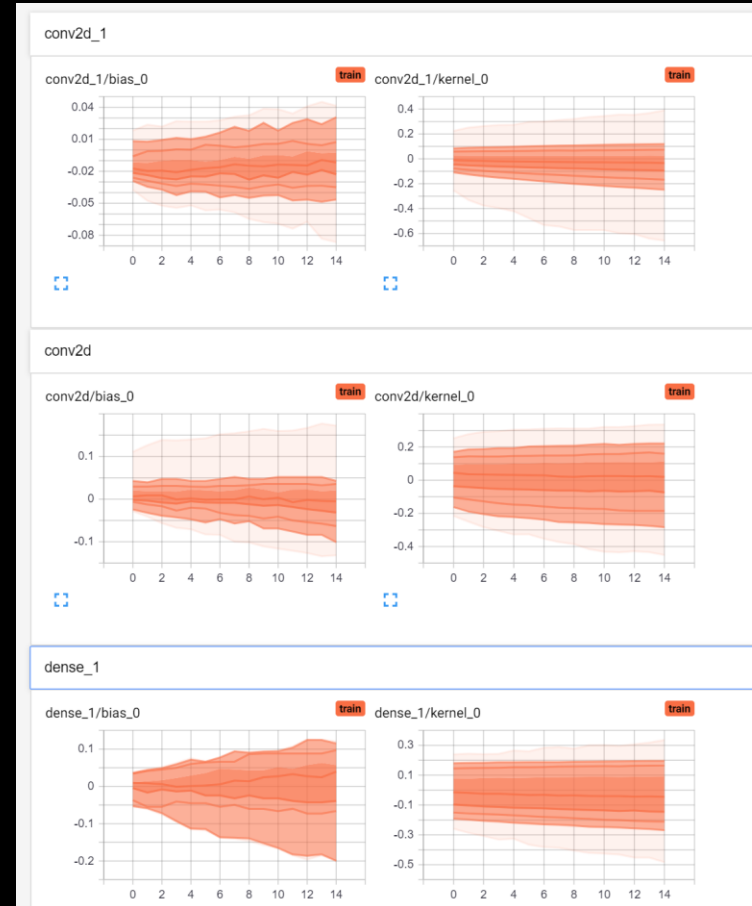 conv2d_1
conv2d_1/bias_0 train conv2d_1/kernel_0 train
0.04
0.01
-0.02
-0.05
-0.08
0 2 4 6 8 10 12 14
0.4
0.2
0
-0.2
-0.4
-0.6
0 2 4 6 8 10 12 14
conv2d
conv2d/bias_0 train conv2d/kernel_0 train
0.1
0
-0.1
0 2 4 6 8 10 12 14
0.2
0
-0.2
-0.4
0 2 4 6 8 10 12 14
dense_1
dense_1/bias_0 train dense_1/kernel_0 train
0.1
0
-0.1
-0.2
0 2 4 6 8 10 12 14
0.3
0.1
-0.1
-0.3
-0.5
0 2 4 6 8 10 12 14